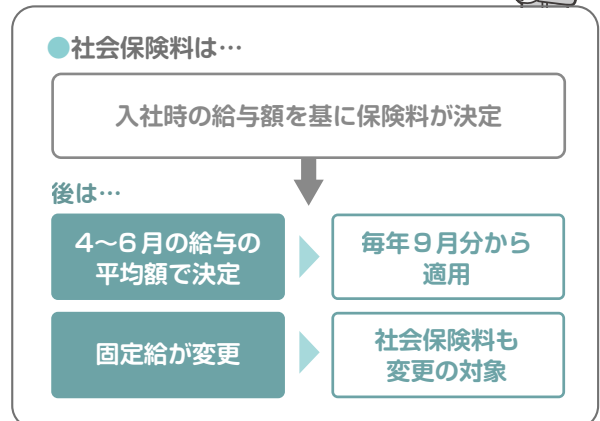 ●社会保険料は…
入社時の給与額を基に保険料が決定
後は…
4～6月の給与の
平均額で決定
毎年9月分から
適用
固定給が変更
社会保険料も
変更の対象